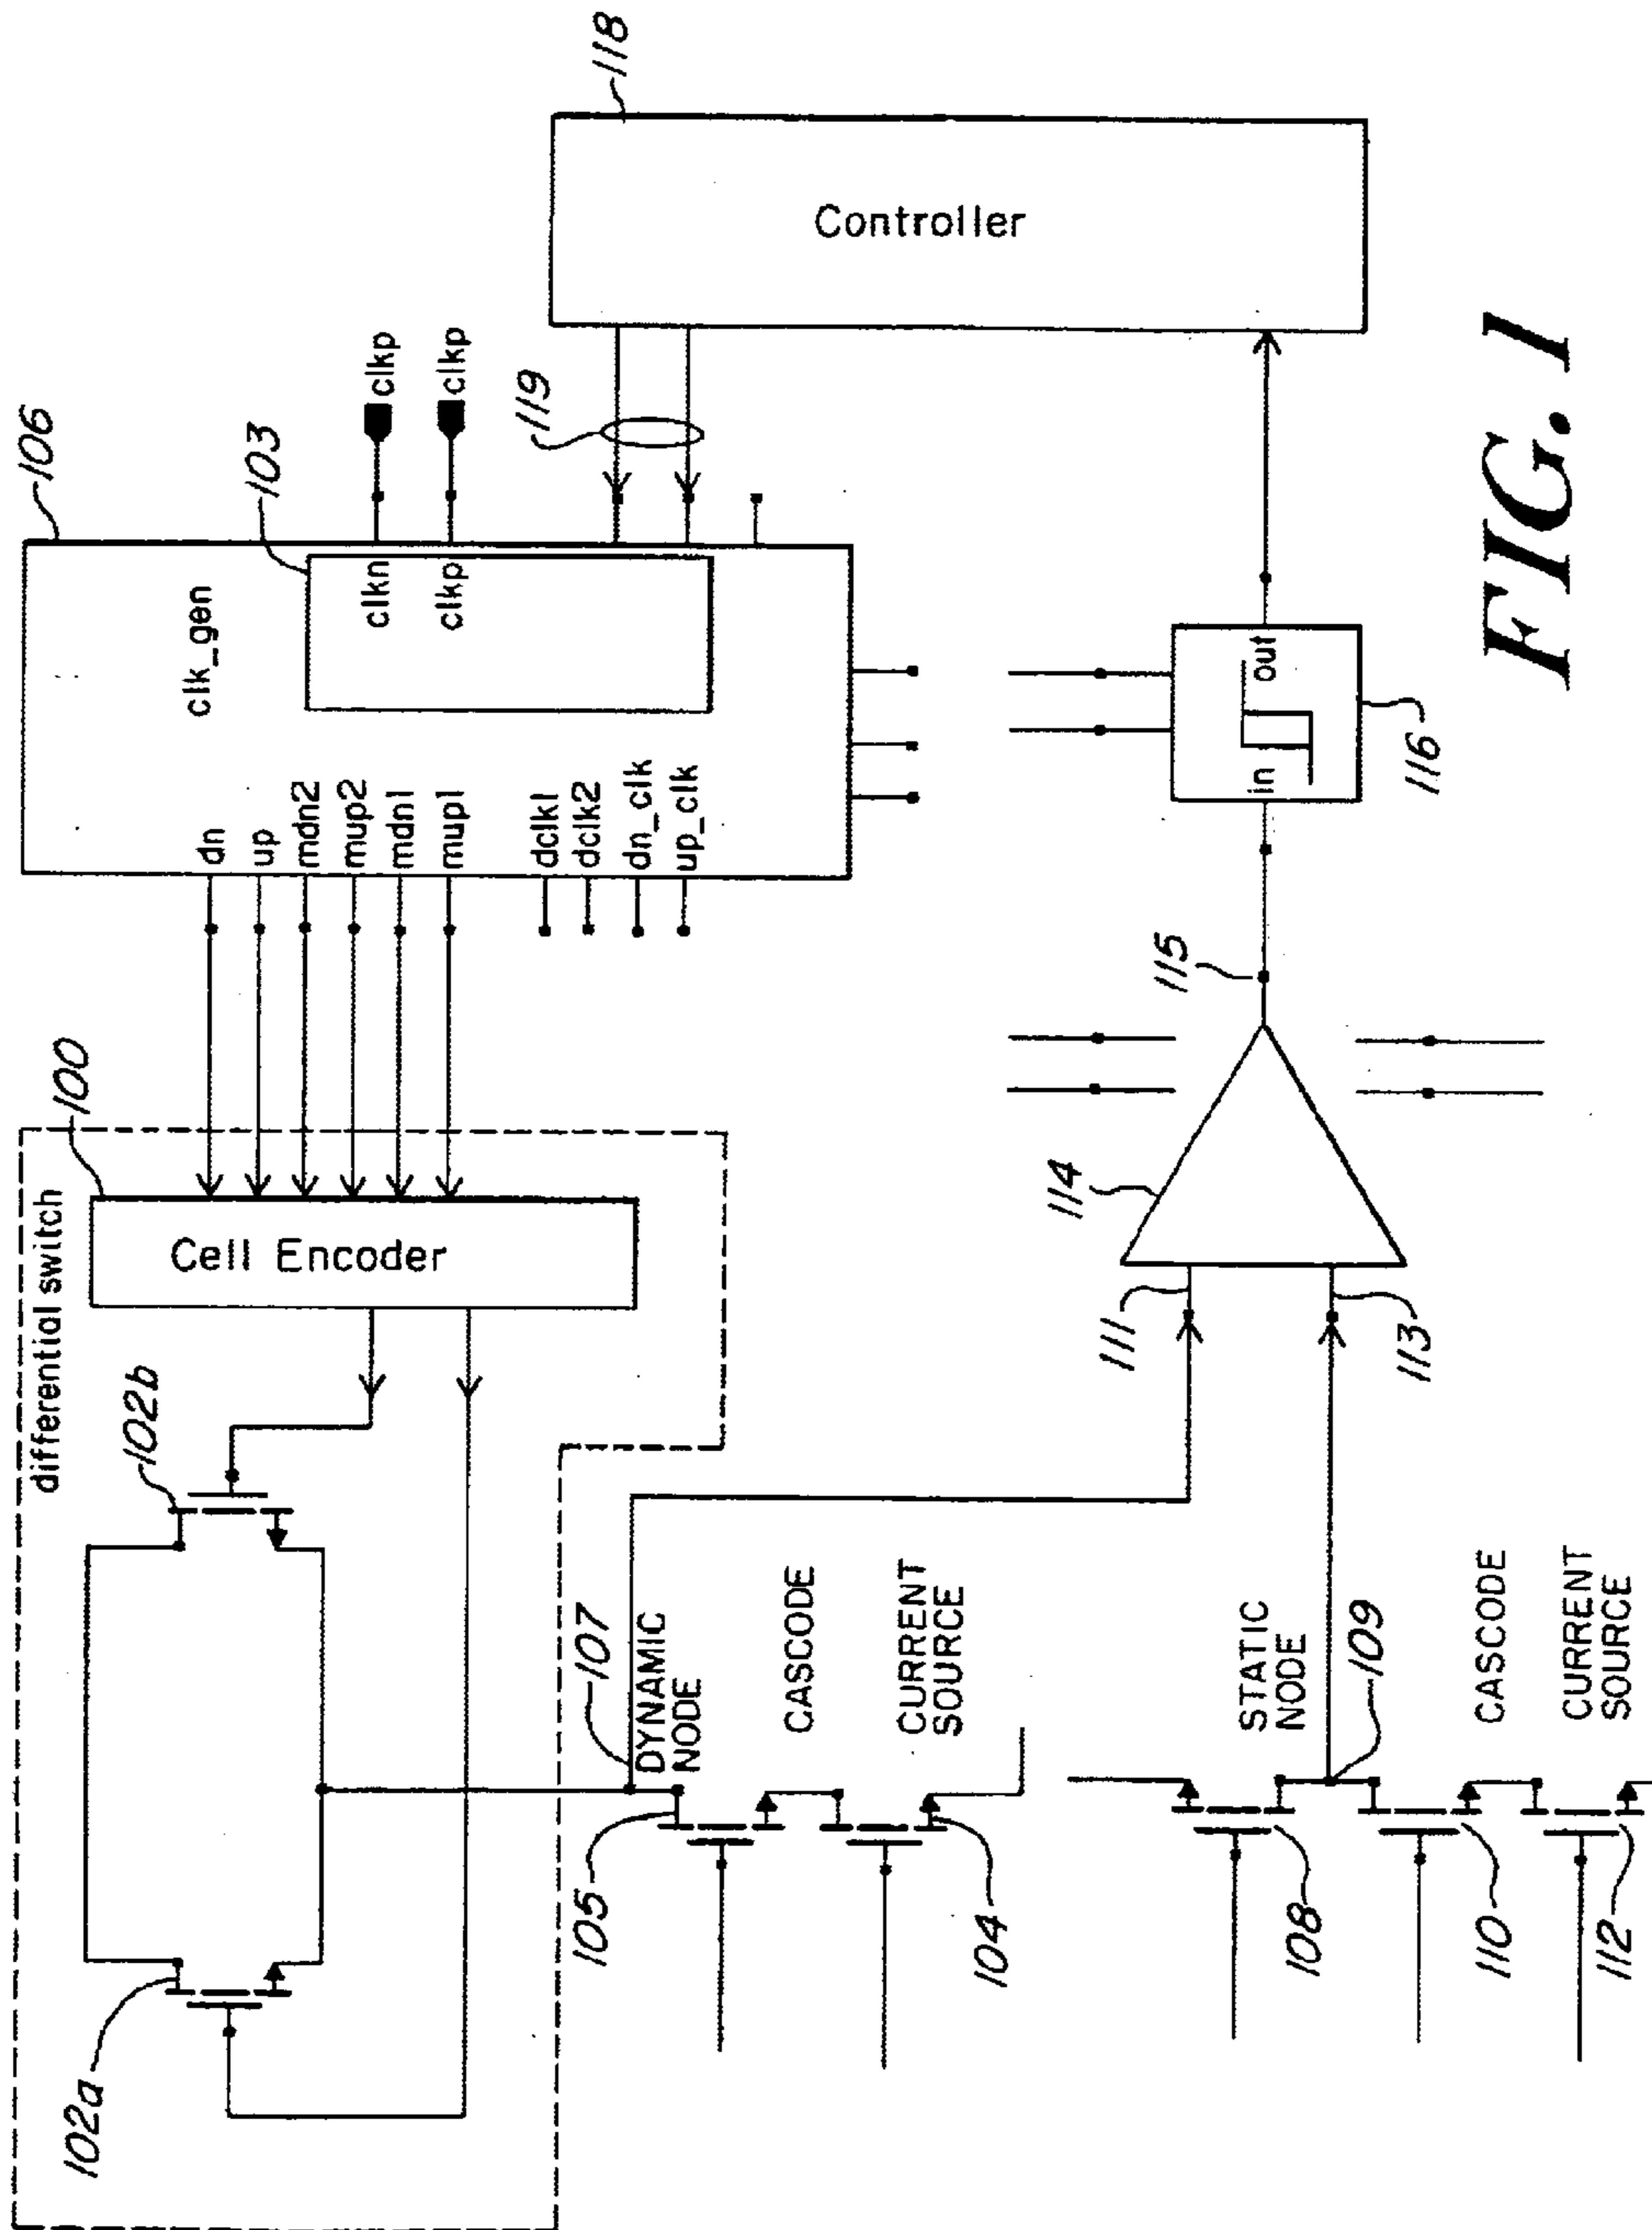 differential switch
102a
102b
Cell Encoder
100
dn
up
mdn2
mup2
mdn1
mup1
dclk1
dclk2
dn_clk
up_clk
clk_gen
clkn
clkp
103
106
clkp
clkp
119
Controller
118
105
107
DYNAMIC
NODE
CASCODE
CURRENT
SOURCE
104
111
113
114
115
in
out
116
108
STATIC
NODE
109
110
CASCODE
112
CURRENT
SOURCE
FIG. 1